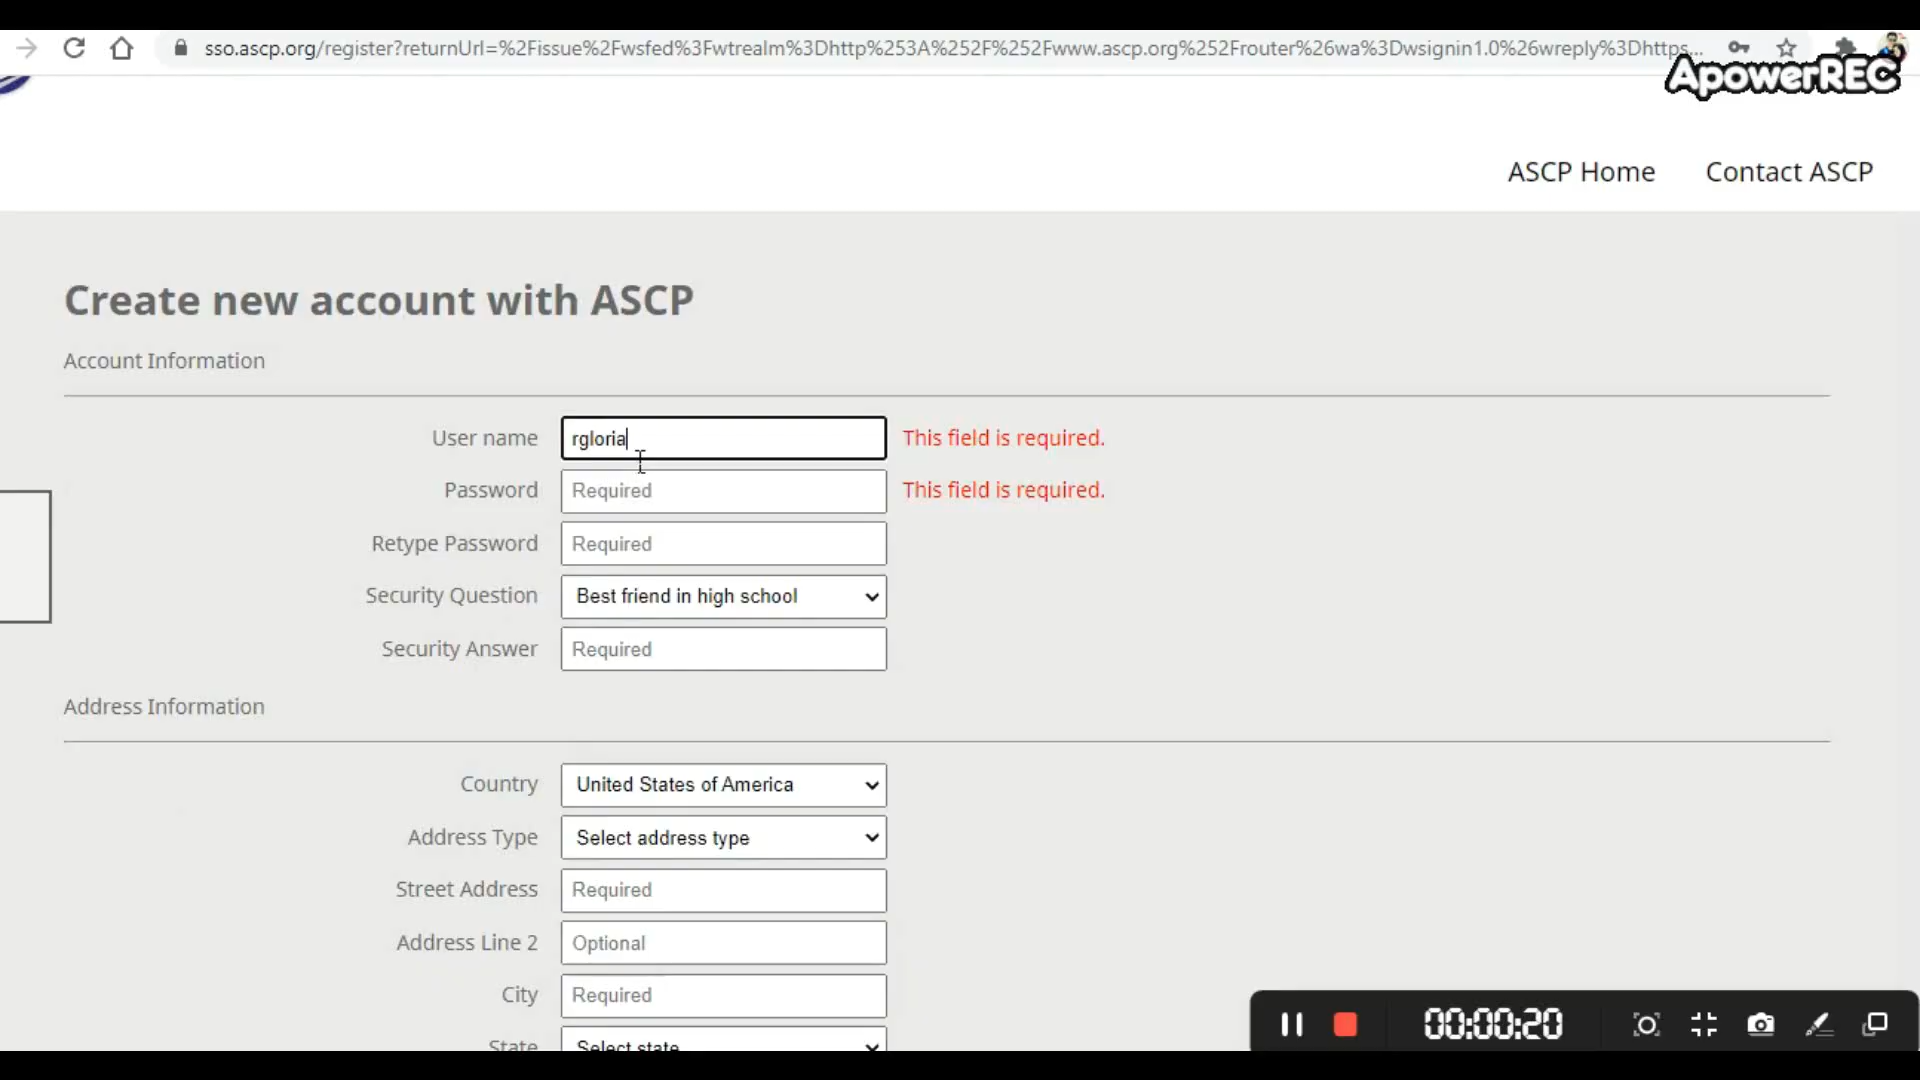 sso.ascp.org/register?returnUrl=%2Fissue%2Fwsfed%3Fwtrealm%3Dhttp%253A%252F%252Fwww.ascp.org%252Frouter%26wa%3Dwsignin1.0%26wreply%3Dhttps...
ApowerREC
ASCP Home Contact ASCP
Create new account with ASCP
Account Information
User name rgloria This field is required.
Password Required This field is required.
Retype Password Required
Security Question Best friend in high school
Security Answer Required
Address Information
Country United States of America
Address Type Select address type
Street Address Required
Address Line 2 Optional
City Required
State Select state
00:00:20